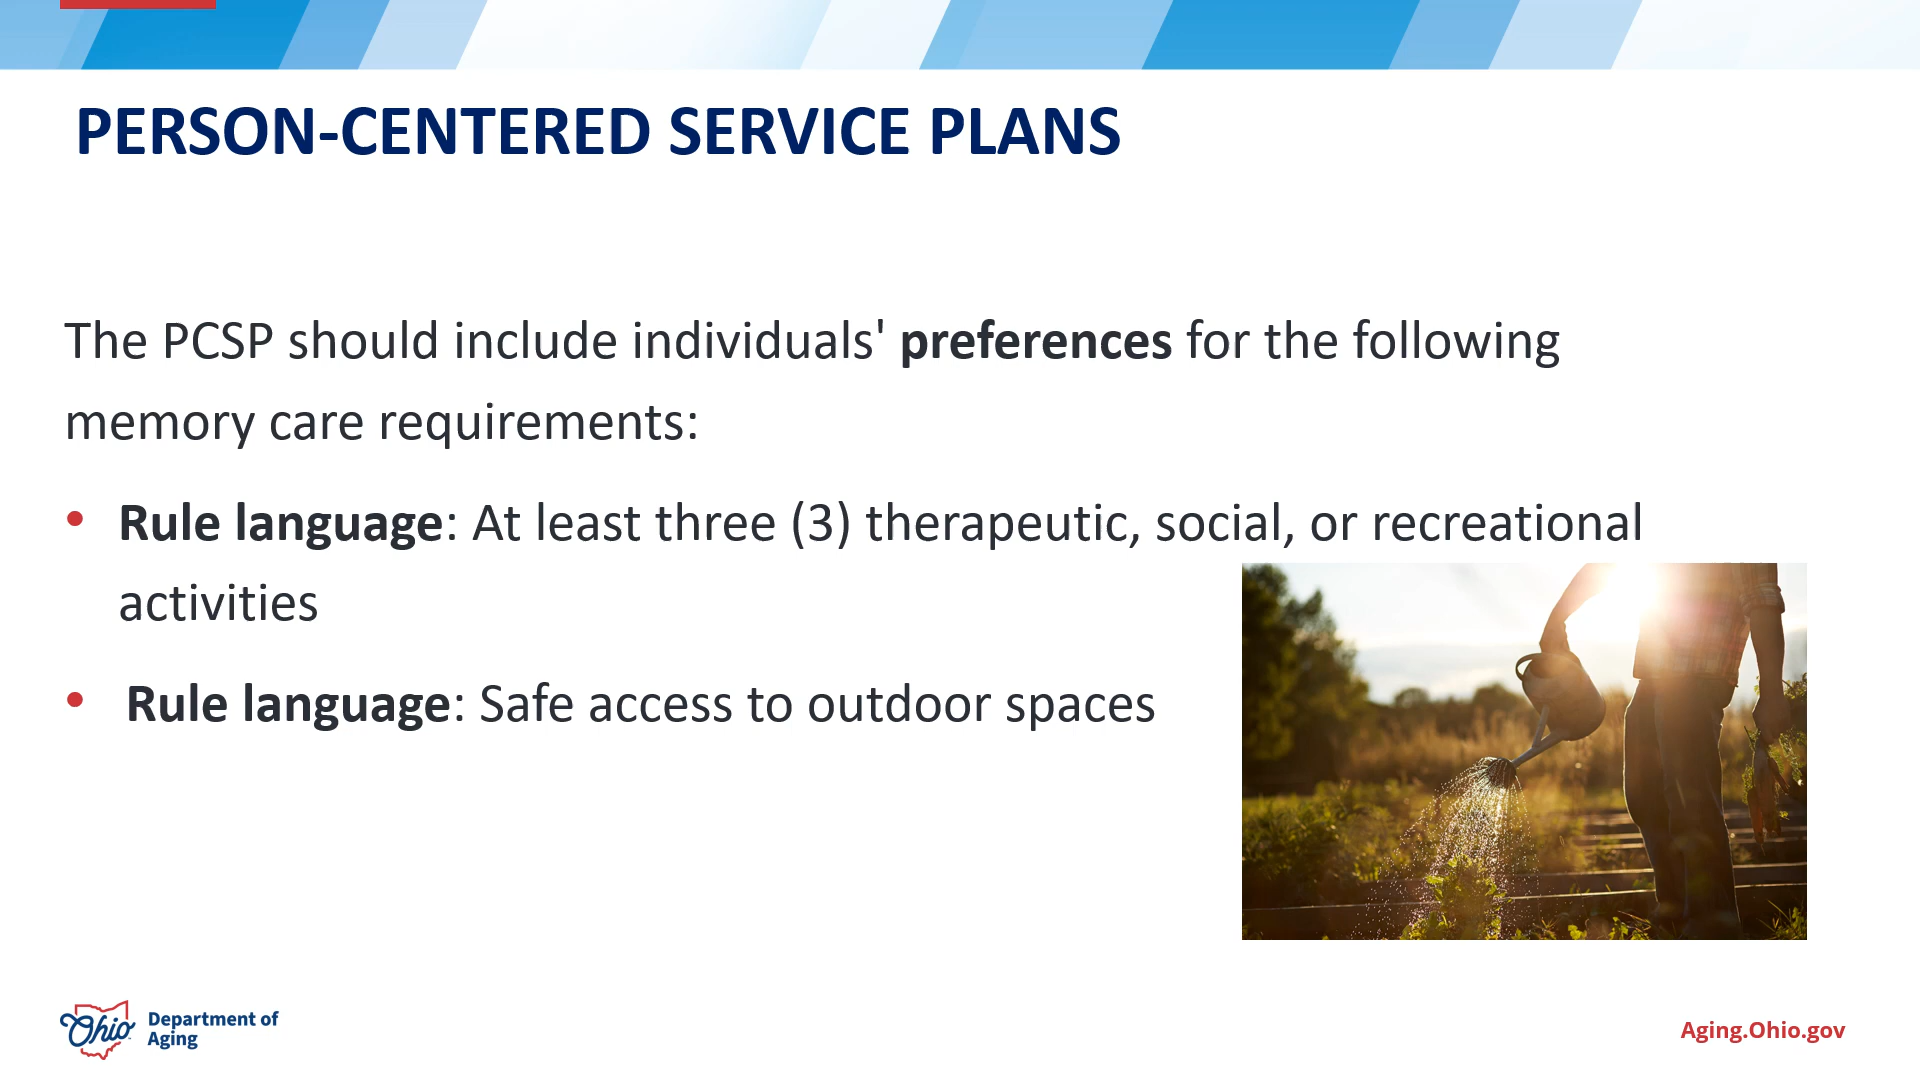 PERSON-CENTERED SERVICE PLANS
The PCSP should include individuals' preferences for the following
memory care requirements:
• Rule language: At least three (3) therapeutic, social, or recreational
activities
• Rule language: Safe access to outdoor spaces
Ohio
Department of
Aging
Aging.Ohio.gov